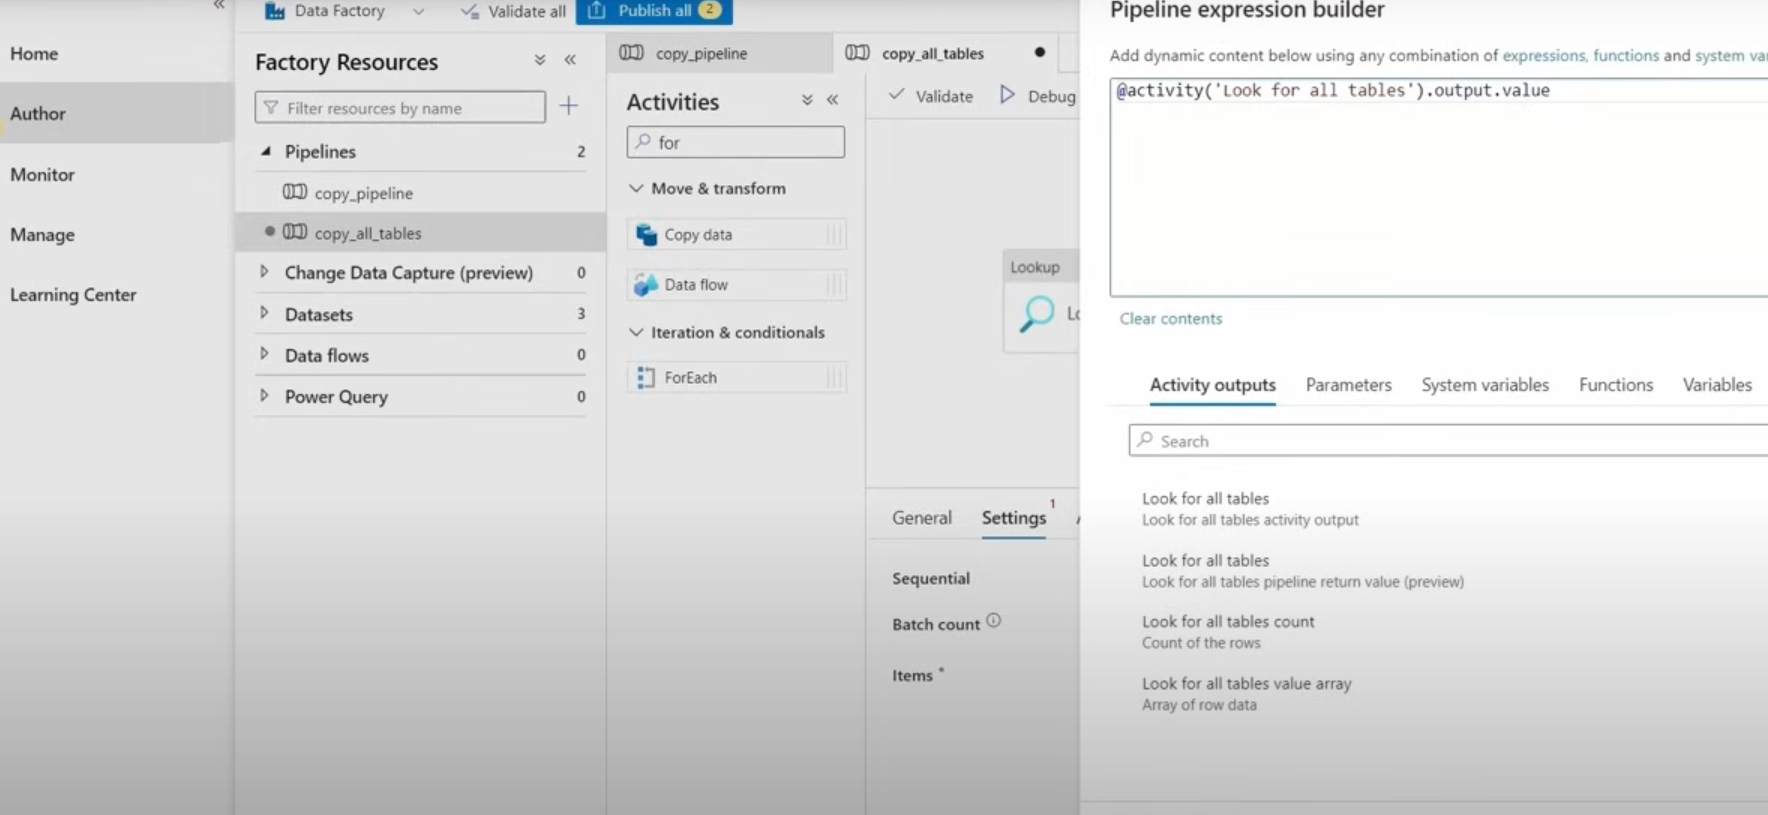 Home
Author
Monitor
Manage
Learning Center
Data Factory
Validate all
Publish all 2
Factory Resources
Filter resources by name
Pipelines 2
copy_pipeline
copy_all_tables
Change Data Capture (preview) 0
Datasets 3
Data flows 0
Power Query 0
copy_pipeline
copy_all_tables
Activities
for
Move & transform
Copy data
Data flow
Iteration & conditionals
ForEach
Validate Debug
Lookup
General Settings 1
Sequential
Batch count
Items *
Pipeline expression builder
Add dynamic content below using any combination of expressions, functions and system
@activity('Look for all tables').output.value
Clear contents
Activity outputs Parameters System variables Functions Variables
Search
Look for all tables
Look for all tables activity output
Look for all tables
Look for all tables pipeline return value (preview)
Look for all tables count
Count of the rows
Look for all tables value array
Array of row data